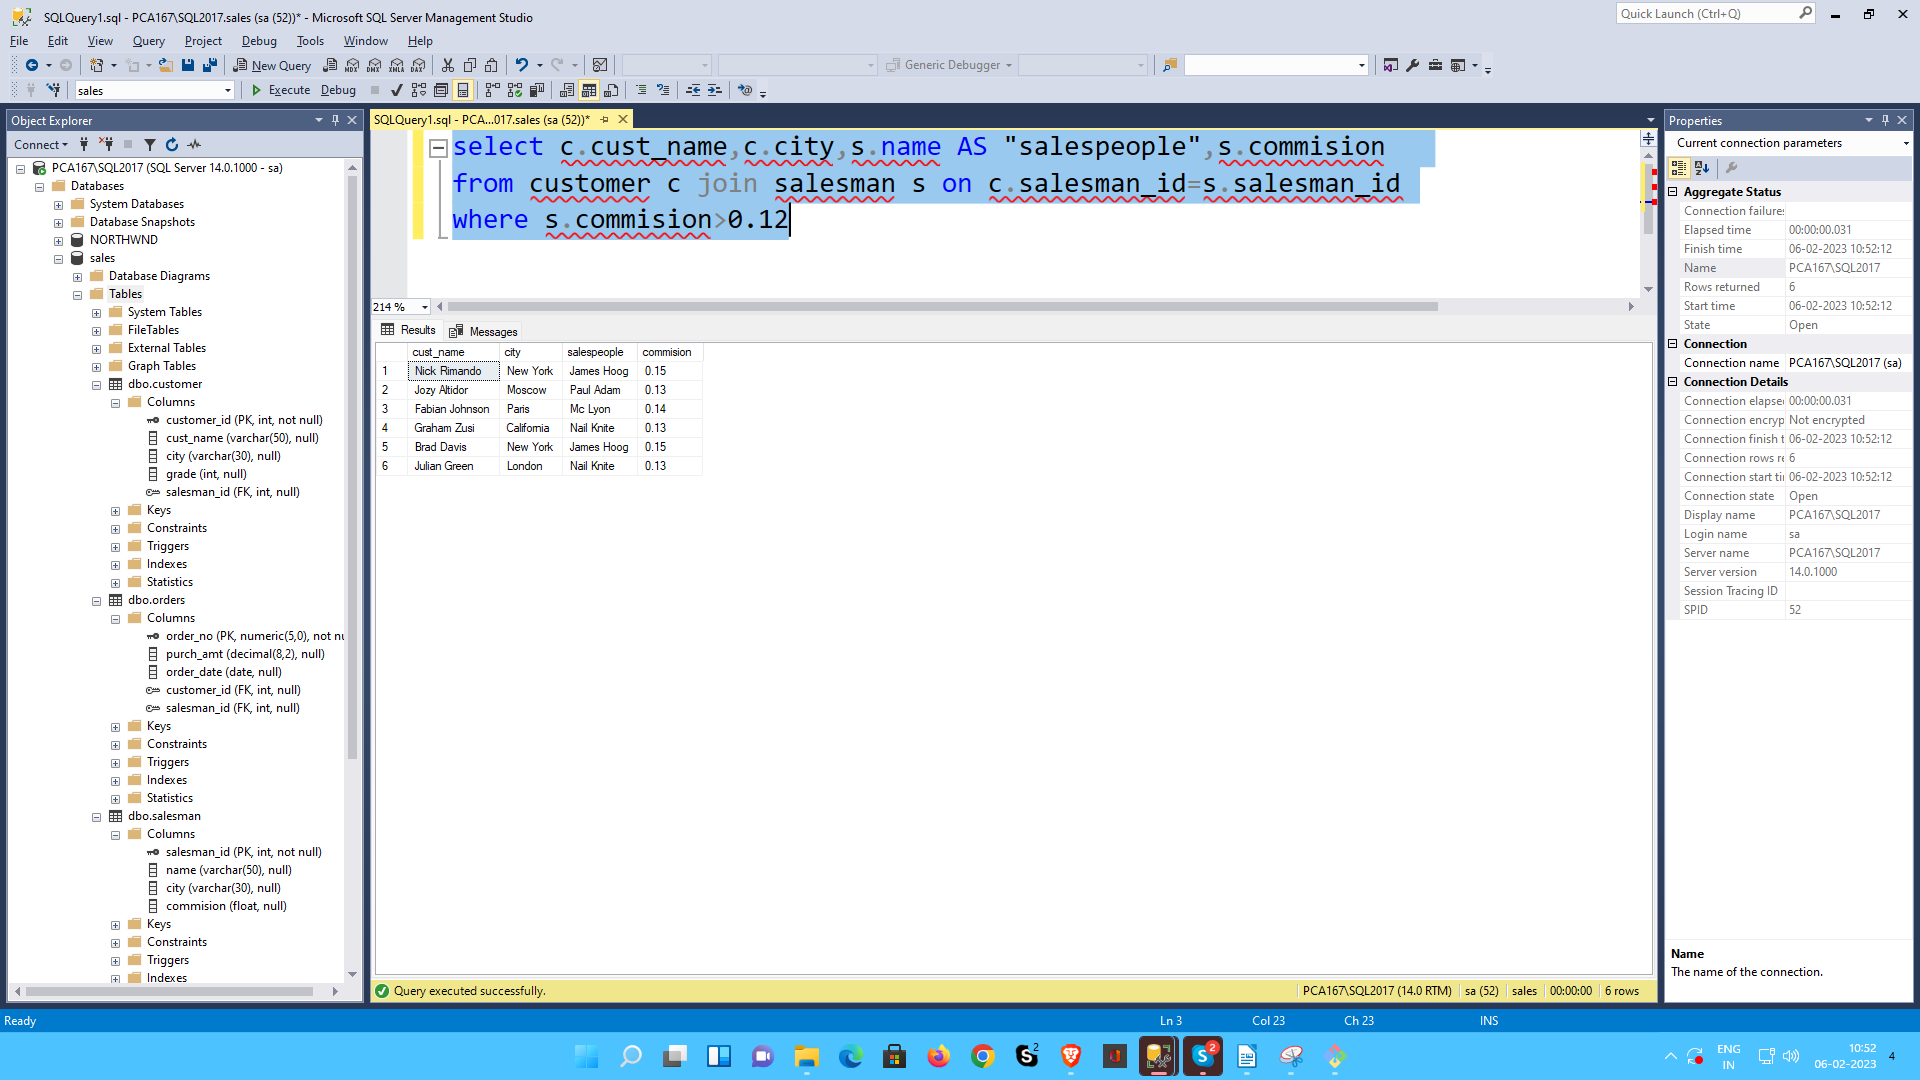 SQLQuery1.sql - PCA167\SQL2017.sales (sa (52))* - Microsoft SQL Server Management Studio
Quick Launch (Ctrl+Q)
File Edit View Query Project Debug Tools Window Help
New Query
MDX DMX XMLA DAX
Generic Debugger
sales
Execute Debug
Object Explorer
Connect
PCA167\SQL2017 (SQL Server 14.0.1000 - sa)
Databases
System Databases
Database Snapshots
NORTHWND
sales
Database Diagrams
Tables
System Tables
FileTables
External Tables
Graph Tables
dbo.customer
Columns
customer_id (PK, int, not null)
cust_name (varchar(50), null)
city (varchar(30), null)
grade (int, null)
salesman_id (FK, int, null)
Keys
Constraints
Triggers
Indexes
Statistics
dbo.orders
Columns
order_no (PK, numeric(5,0), not nu
purch_amt (decimal(8,2), null)
order_date (date, null)
customer_id (FK, int, null)
salesman_id (FK, int, null)
Keys
Constraints
Triggers
Indexes
Statistics
dbo.salesman
Columns
salesman_id (PK, int, not null)
name (varchar(50), null)
city (varchar(30), null)
commision (float, null)
Keys
Constraints
Triggers
Indexes
SQLQuery1.sql - PCA...017.sales (sa (52))*
select c.cust_name,c.city,s.name AS "salespeople",s.commision
from customer c join salesman s on c.salesman_id=s.salesman_id
where s.commision>0.12
214 %
Results Messages
cust_name city salespeople commision
1 Nick Rimando New York James Hoog 0.15
2 Jozy Altidor Moscow Paul Adam 0.13
3 Fabian Johnson Paris Mc Lyon 0.14
4 Graham Zusi California Nail Knite 0.13
5 Brad Davis New York James Hoog 0.15
6 Julian Green London Nail Knite 0.13
Query executed successfully.
PCA167\SQL2017 (14.0 RTM) sa (52) sales 00:00:00 6 rows
Properties
Current connection parameters
Aggregate Status
Connection failures
Elapsed time 00:00:00.031
Finish time 06-02-2023 10:52:12
Name PCA167\SQL2017
Rows returned 6
Start time 06-02-2023 10:52:12
State Open
Connection
Connection name PCA167\SQL2017 (sa)
Connection Details
Connection elapse 00:00:00.031
Connection encryp Not encrypted
Connection finish t 06-02-2023 10:52:12
Connection rows re 6
Connection start ti 06-02-2023 10:52:12
Connection state Open
Display name PCA167\SQL2017
Login name sa
Server name PCA167\SQL2017
Server version 14.0.1000
Session Tracing ID
SPID 52
Name
The name of the connection.
Ready
Ln 3 Col 23 Ch 23 INS
2
2
ENG
IN
10:52
06-02-2023
4